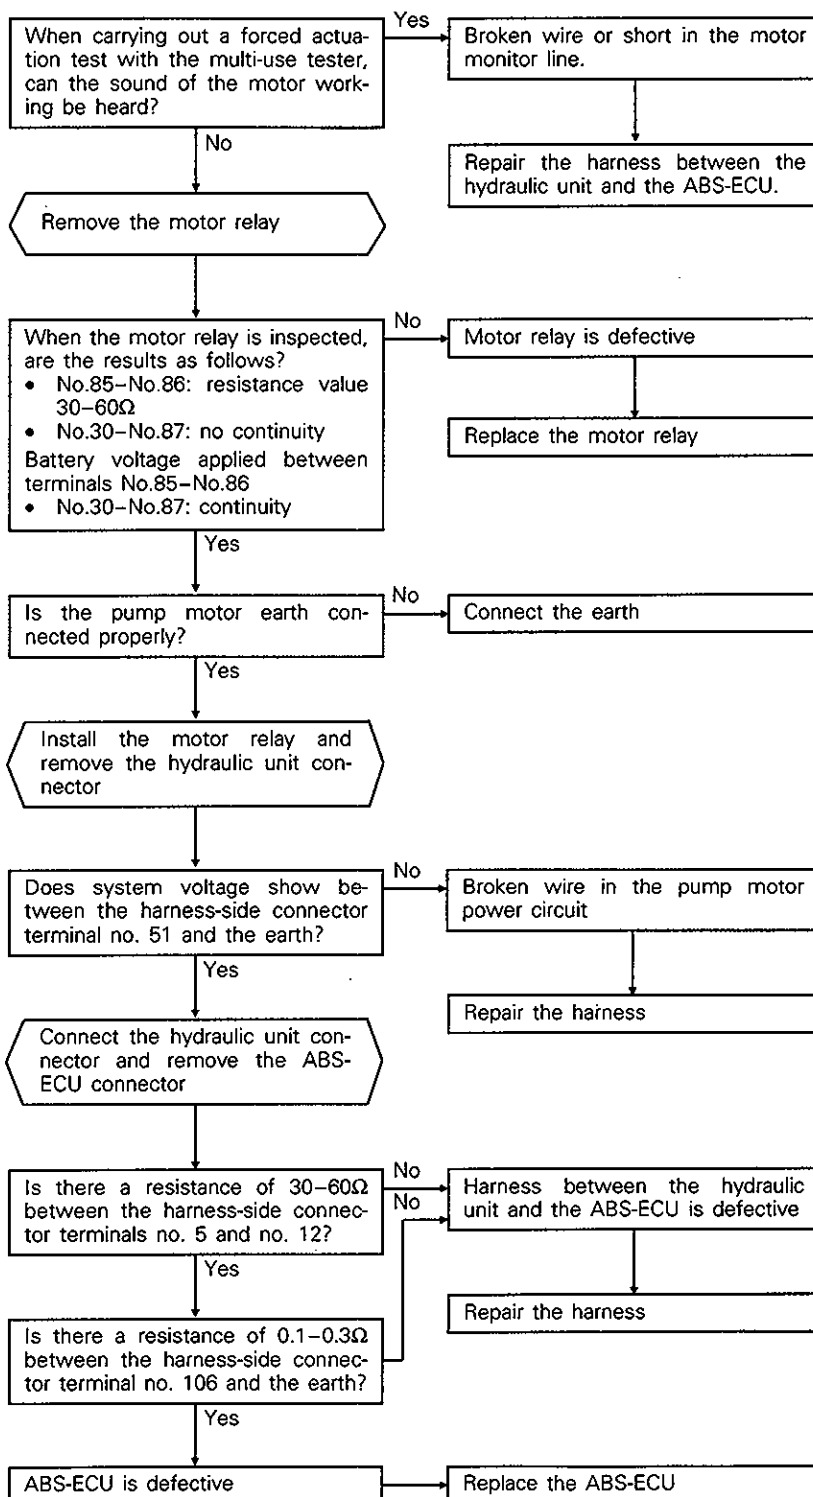 When carrying out a forced actua-
tion test with the multi-use tester,
can the sound of the motor work-
ing be heard?
Yes
Broken wire or short in the motor
monitor line.
No
Repair the harness between the
hydraulic unit and the ABS-ECU.
Remove the motor relay
When the motor relay is inspected,
are the results as follows?
• No.85–No.86: resistance value
30–60Ω
• No.30–No.87: no continuity
Battery voltage applied between
terminals No.85–No.86
• No.30–No.87: continuity
No
Motor relay is defective
Replace the motor relay
Yes
Is the pump motor earth con-
nected properly?
No
Connect the earth
Yes
Install the motor relay and
remove the hydraulic unit con-
nector
Does system voltage show be-
tween the harness-side connector
terminal no. 51 and the earth?
No
Broken wire in the pump motor
power circuit
Repair the harness
Yes
Connect the hydraulic unit con-
nector and remove the ABS-
ECU connector
Is there a resistance of 30–60Ω
between the harness-side connec-
tor terminals no. 5 and no. 12?
No
No
Harness between the hydraulic
unit and the ABS-ECU is defective
Repair the harness
Yes
Is there a resistance of 0.1–0.3Ω
between the harness-side connec-
tor terminal no. 106 and the earth?
Yes
ABS-ECU is defective
Replace the ABS-ECU